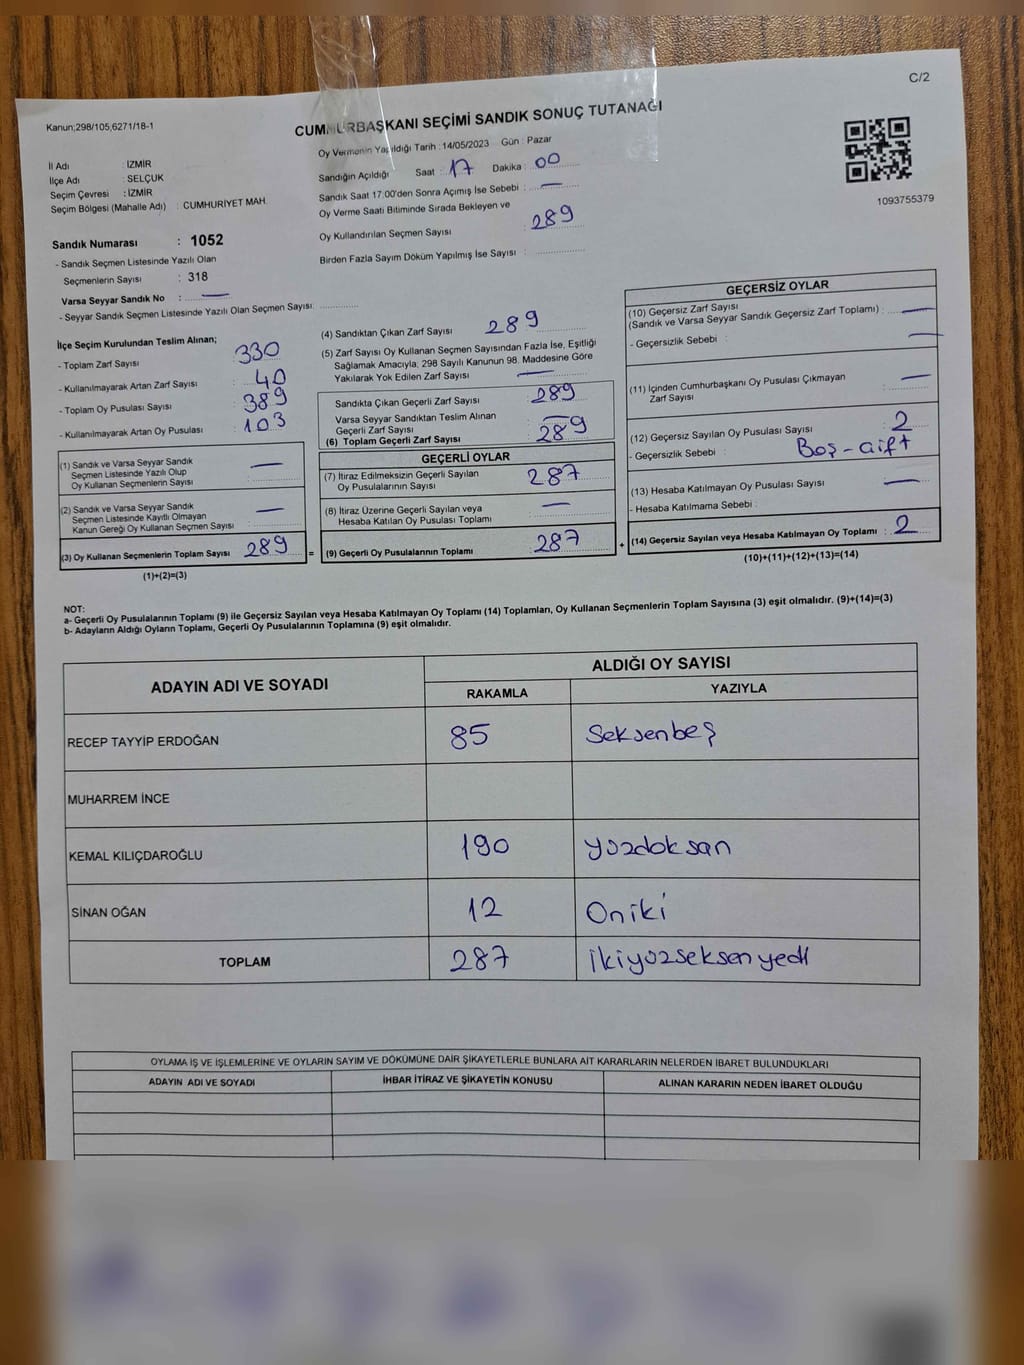 C/2
Kanun;298/105,6271/18-1
CUMHURBAŞKANI SEÇİMİ SANDIK SONUÇ TUTANAĞI
İl Adı : İZMİR
İlçe Adı : SELÇUK
Seçim Çevresi : İZMİR
Seçim Bölgesi (Mahalle Adı) : CUMHURİYET MAH.
Sandık Numarası : 1052
- Sandık Seçmen Listesinde Yazılı Olan
Seçmenlerin Sayısı : 318
Varsa Seyyar Sandık No : —
- Seyyar Sandık Seçmen Listesinde Yazılı Olan Seçmen Sayısı:
Oy Vermenin Yapıldığı Tarih : 14/05/2023 Gün : Pazar
Sandığın Açıldığı Saat : 17 Dakika : 00
Sandık Saat 17:00'den Sonra Açımış İse Sebebi : —
Oy Verme Saati Bitiminde Sırada Bekleyen ve
Oy Kullandırılan Seçmen Sayısı : 289
Birden Fazla Sayım Döküm Yapılmış İse Sayısı :
1093755379
İlçe Seçim Kurulundan Teslim Alınan;
- Toplam Zarf Sayısı : 330
- Kullanılmayarak Artan Zarf Sayısı : 40
- Toplam Oy Pusulası Sayısı : 389
- Kullanılmayarak Artan Oy Pusulası : 103
(1) Sandık ve Varsa Seyyar Sandık
Seçmen Listesinde Yazılı Olup
Oy Kullanan Seçmenlerin Sayısı : —
(2) Sandık ve Varsa Seyyar Sandık
Seçmen Listesinde Kayıtlı Olmayan
Kanun Gereği Oy Kullanan Seçmen Sayısı : —
(3) Oy Kullanan Seçmenlerin Toplam Sayısı : 289
(1)+(2)=(3)
=
(4) Sandıktan Çıkan Zarf Sayısı : 289
(5) Zarf Sayısı Oy Kullanan Seçmen Sayısından Fazla İse, Eşitliği
Sağlamak Amacıyla; 298 Sayılı Kanunun 98. Maddesine Göre
Yakılarak Yok Edilen Zarf Sayısı : —
Sandıkta Çıkan Geçerli Zarf Sayısı : 289
Varsa Seyyar Sandıktan Teslim Alınan
Geçerli Zarf Sayısı : —
(6) Toplam Geçerli Zarf Sayısı : 289
GEÇERLİ OYLAR
(7) İtiraz Edilmeksizin Geçerli Sayılan
Oy Pusulalarının Sayısı : 287
(8) İtiraz Üzerine Geçerli Sayılan veya
Hesaba Katılan Oy Pusulası Toplamı : —
(9) Geçerli Oy Pusulalarının Toplamı : 287
+
GEÇERSİZ OYLAR
(10) Geçersiz Zarf Sayısı
(Sandık ve Varsa Seyyar Sandık Geçersiz Zarf Toplamı) : —
- Geçersizlik Sebebi : —
(11) İçinden Cumhurbaşkanı Oy Pusulası Çıkmayan
Zarf Sayısı : —
(12) Geçersiz Sayılan Oy Pusulası Sayısı : 2
- Geçersizlik Sebebi : Boş - çift
(13) Hesaba Katılmayan Oy Pusulası Sayısı : —
- Hesaba Katılmama Sebebi :
(14) Geçersiz Sayılan veya Hesaba Katılmayan Oy Toplamı : 2
(10)+(11)+(12)+(13)=(14)
NOT:
a- Geçerli Oy Pusulalarının Toplamı (9) ile Geçersiz Sayılan veya Hesaba Katılmayan Oy Toplamı (14) Toplamları, Oy Kullanan Seçmenlerin Toplam Sayısına (3) eşit olmalıdır. (9)+(14)=(3)
b- Adayların Aldığı Oyların Toplamı, Geçerli Oy Pusulalarının Toplamına (9) eşit olmalıdır.
ADAYIN ADI VE SOYADI ALDIĞI OY SAYISI
RAKAMLA YAZIYLA
RECEP TAYYİP ERDOĞAN 85 Seksenbeş
MUHARREM İNCE
KEMAL KILIÇDAROĞLU 190 yüzdoksan
SİNAN OĞAN 12 Oniki
TOPLAM 287 ikiyüzseksenyedi
OYLAMA İŞ VE İŞLEMLERİNE VE OYLARIN SAYIM VE DÖKÜMÜNE DAİR ŞİKAYETLERLE BUNLARA AİT KARARLARIN NELERDEN İBARET BULUNDUKLARI
ADAYIN ADI VE SOYADI İHBAR İTİRAZ VE ŞİKAYETİN KONUSU ALINAN KARARIN NEDEN İBARET OLDUĞU